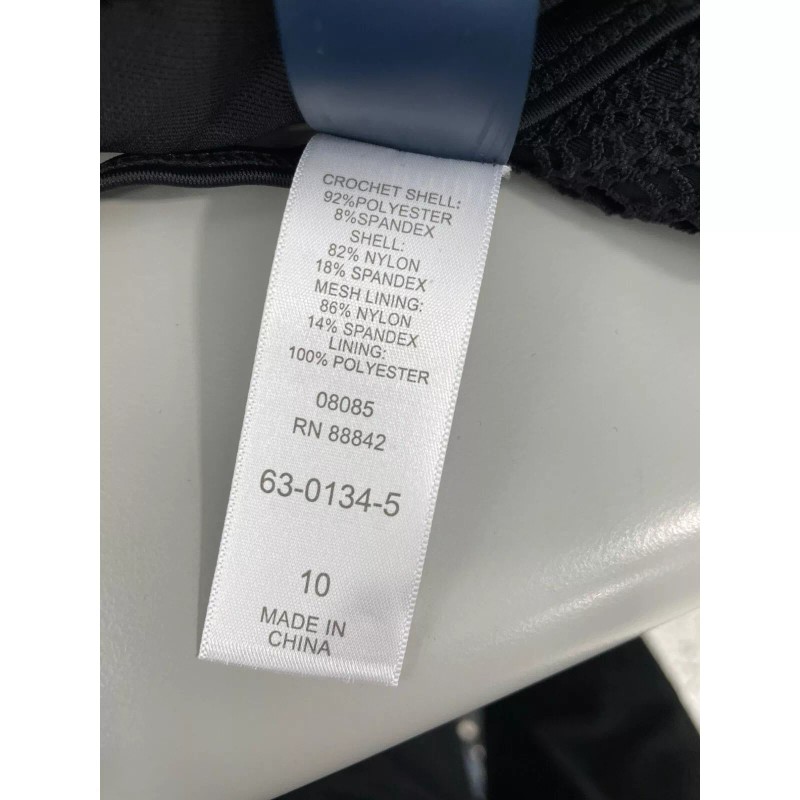 CROCHET SHELL:
92%POLYESTER
8%SPANDEX
SHELL:
82% NYLON
18% SPANDEX
MESH LINING:
86% NYLON
14% SPANDEX
LINING:
100% POLYESTER
08085
RN 88842
63-0134-5
10
MADE IN
CHINA